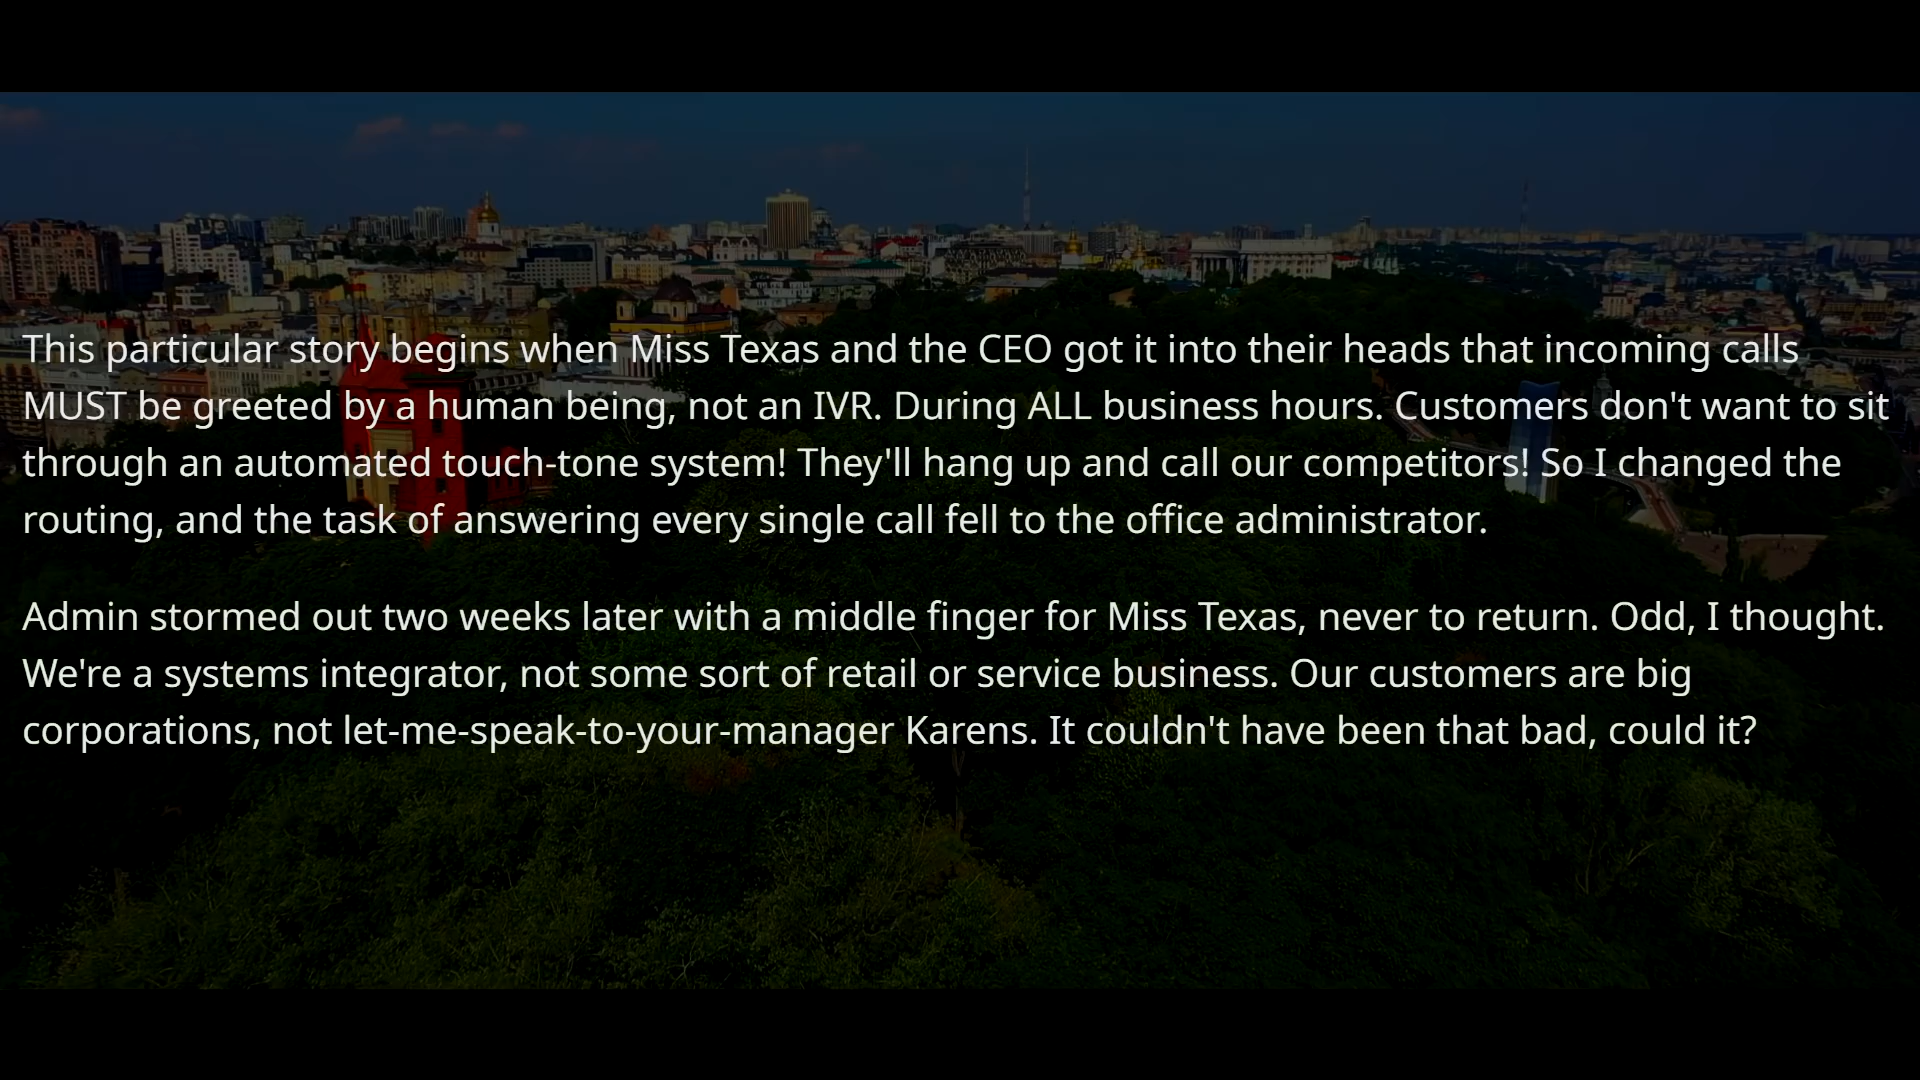 This particular story begins when Miss Texas and the CEO got it into their heads that incoming calls
MUST be greeted by a human being, not an IVR. During ALL business hours. Customers don't want to sit
through an automated touch-tone system! They'll hang up and call our competitors! So I changed the
routing, and the task of answering every single call fell to the office administrator.
Admin stormed out two weeks later with a middle finger for Miss Texas, never to return. Odd, I thought.
We're a systems integrator, not some sort of retail or service business. Our customers are big
corporations, not let-me-speak-to-your-manager Karens. It couldn't have been that bad, could it?